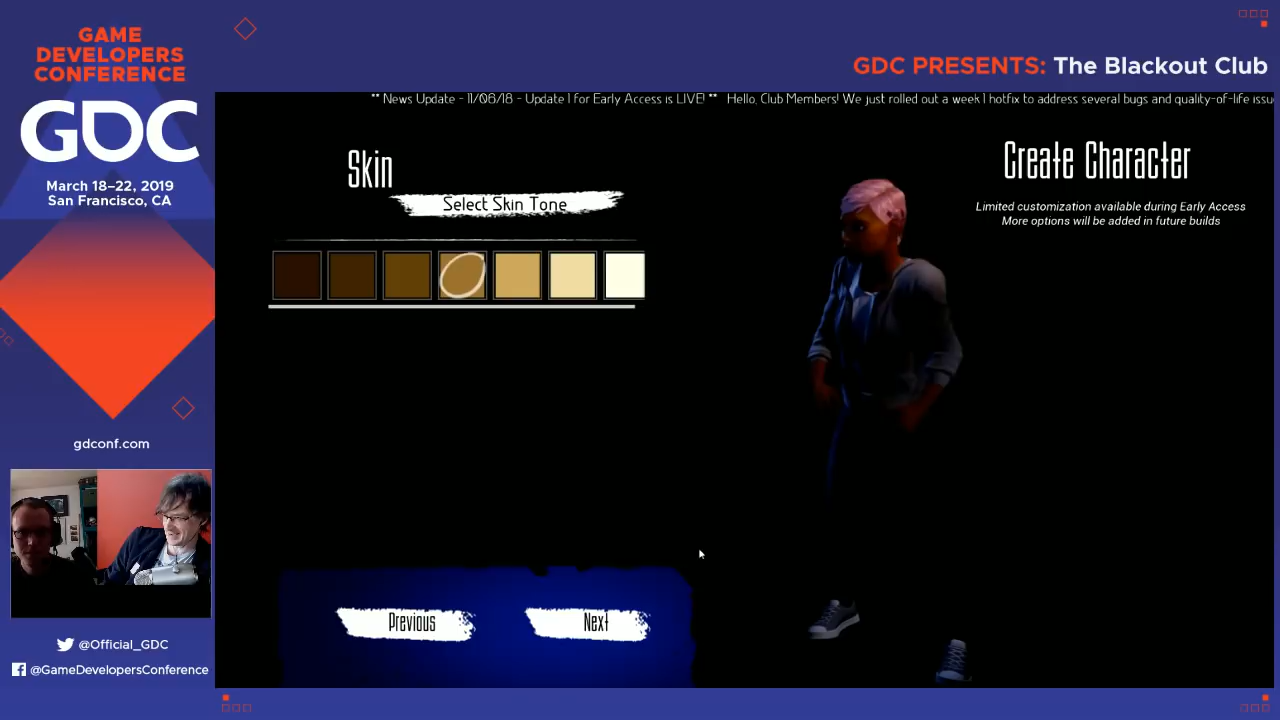 GAME
DEVELOPERS
CONFERENCE
GDC
March 18–22, 2019
San Francisco, CA
gdconf.com
@Official_GDC
@GameDevelopersConference
GDC PRESENTS: The Blackout Club
** News Update - 11/06/18 - Update 1 for Early Access is LIVE! ** Hello, Club Members! We just rolled out a week 1 hotfix to address several bugs and quality-of-life issu
Skin
Select Skin Tone
Create Character
Limited customization available during Early Access
More options will be added in future builds
Previous
Next